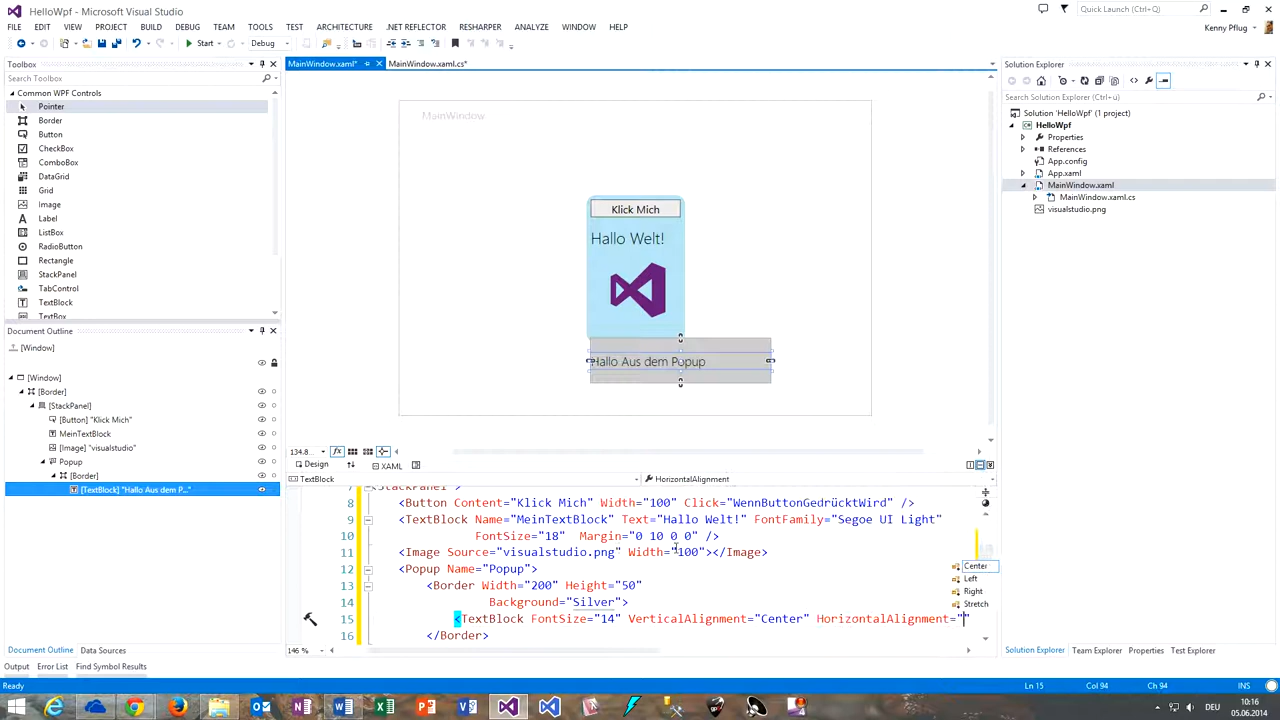 HelloWpf - Microsoft Visual Studio
Quick Launch (Ctrl+Q)
FILE EDIT VIEW PROJECT BUILD DEBUG TEAM TOOLS TEST ARCHITECTURE .NET REFLECTOR RESHARPER ANALYZE WINDOW HELP
Kenny Pflug
Start Debug
Toolbox
Search Toolbox
Common WPF Controls
Pointer
Border
Button
CheckBox
ComboBox
DataGrid
Grid
Image
Label
ListBox
RadioButton
Rectangle
StackPanel
TabControl
TextBlock
TextBox
Document Outline
[Window]
[Window]
[Border]
[StackPanel]
[Button] "Klick Mich"
MeinTextBlock
[Image] "visualstudio"
Popup
[Border]
[TextBlock] "Hallo Aus dem P..."
Document Outline Data Sources
MainWindow.xaml* MainWindow.xaml.cs*
MainWindow
Klick Mich
Hallo Welt!
Hallo Aus dem Popup
Design XAML
TextBlock HorizontalAlignment
<StackPanel >
8 <Button Content="Klick Mich" Width="100" Click="WennButtonGedrücktWird" />
9 <TextBlock Name="MeinTextBlock" Text="Hallo Welt!" FontFamily="Segoe UI Light"
10 FontSize="18" Margin="0 10 0 0" />
11 <Image Source="visualstudio.png" Width="100"></Image>
12 <Popup Name="Popup">
13 <Border Width="200" Height="50"
14 Background="Silver">
15 <TextBlock FontSize="14" VerticalAlignment="Center" HorizontalAlignment=""
16 </Border>
Center
Left
Right
Stretch
146 %
Solution Explorer
Search Solution Explorer (Ctrl+ü)
Solution 'HelloWpf' (1 project)
HelloWpf
Properties
References
App.config
App.xaml
MainWindow.xaml
MainWindow.xaml.cs
visualstudio.png
Solution Explorer Team Explorer Properties Test Explorer
Output Error List Find Symbol Results
Ready Ln 15 Col 94 Ch 94 INS
DEU
10:16
05.06.2014